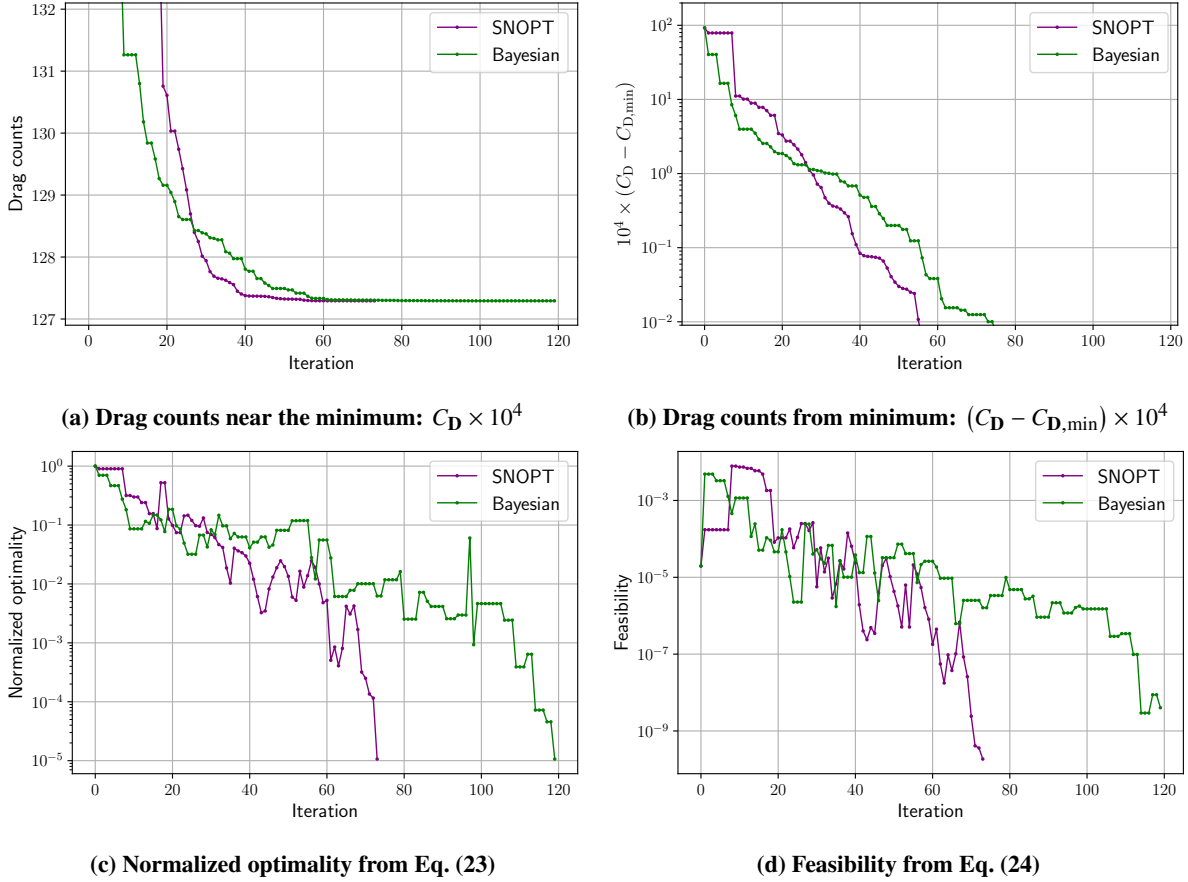 132
131
130
129
128
127
Drag counts
0 20 40 60 80 100 120
Iteration
SNOPT
Bayesian
(a) Drag counts near the minimum: C_D × 10^4
10^2
10^1
10^0
10^-1
10^-2
10^4 × (C_D − C_D,min)
0 20 40 60 80 100 120
Iteration
SNOPT
Bayesian
(b) Drag counts from minimum: (C_D − C_D,min) × 10^4
10^0
10^-1
10^-2
10^-3
10^-4
10^-5
Normalized optimality
0 20 40 60 80 100 120
Iteration
SNOPT
Bayesian
(c) Normalized optimality from Eq. (23)
10^-3
10^-5
10^-7
10^-9
Feasibility
0 20 40 60 80 100 120
Iteration
SNOPT
Bayesian
(d) Feasibility from Eq. (24)